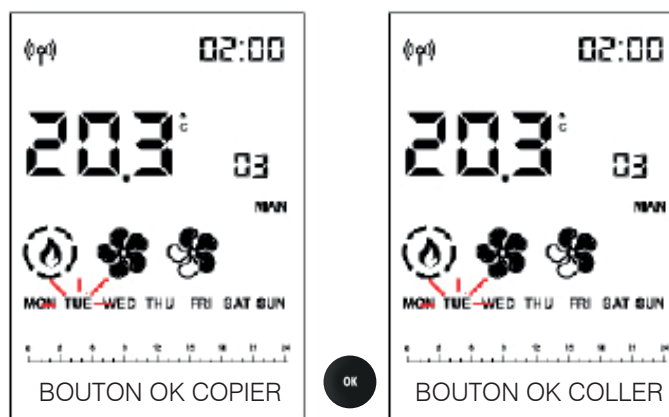 02:00
20.3 °C
03
MAN
MON TUE WED THU FRI SAT SUN
BOUTON OK COPIER
OK
02:00
20.3 °C
03
MAN
MON TUE WED THU FRI SAT SUN
BOUTON OK COLLER